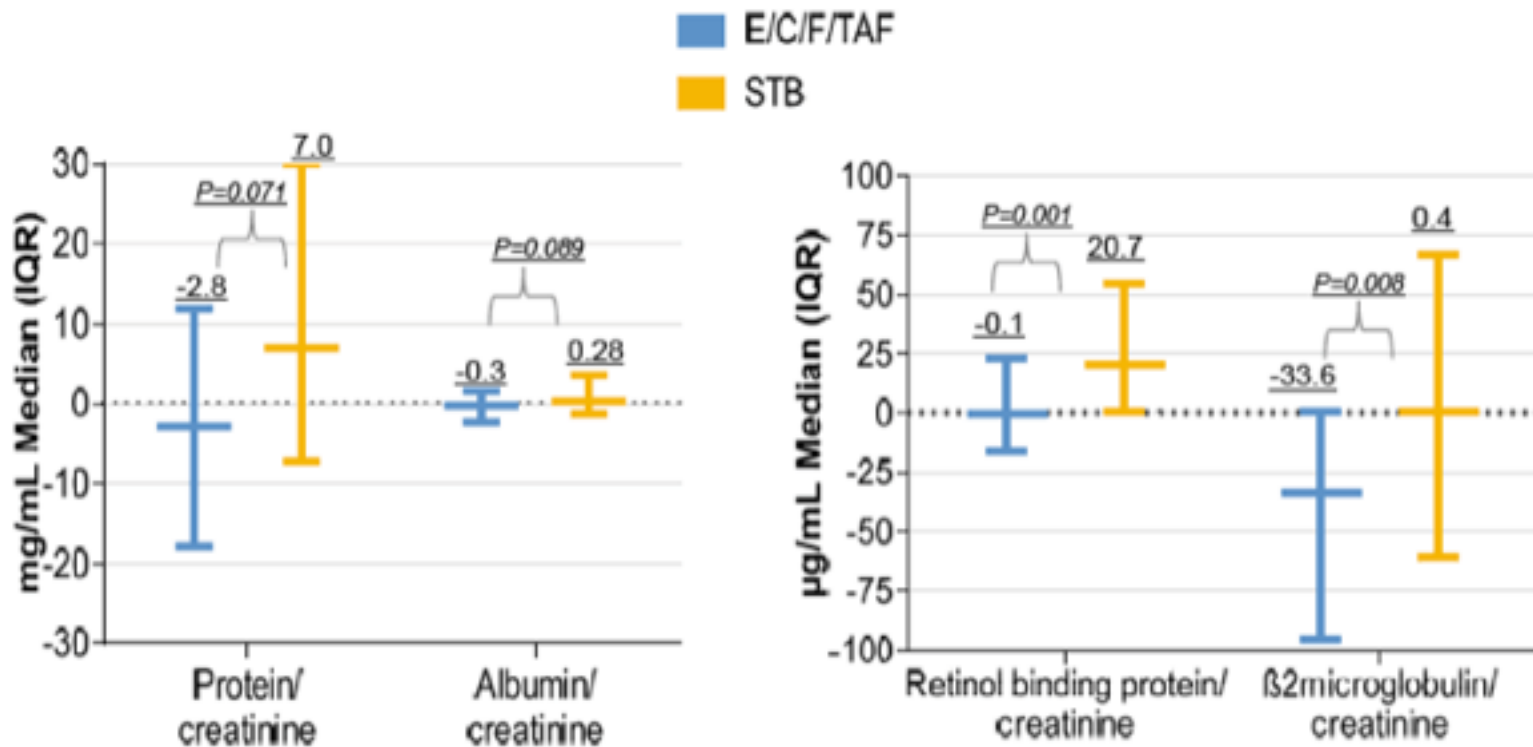 E/C/F/TAF
STB
mg/mL Median (IQR)
30
20
10
0
-10
-20
-30
7.0
P=0.071
-2.8
P=0.089
-0.3
0.28
Protein/
creatinine
Albumin/
creatinine
µg/mL Median (IQR)
100
75
50
25
0
-25
-50
-75
-100
P=0.001
20.7
-0.1
0.4
P=0.008
-33.6
Retinol binding protein/
creatinine
ß2microglobulin/
creatinine